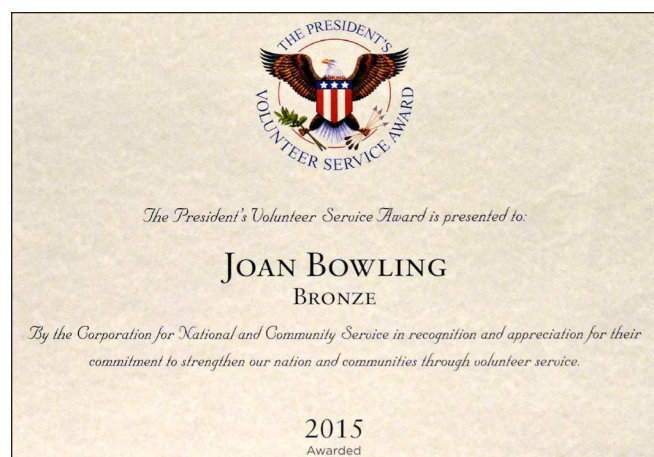 THE PRESIDENT'S
VOLUNTEER SERVICE AWARD
The President's Volunteer Service Award is presented to:
JOAN BOWLING
BRONZE
By the Corporation for National and Community Service in recognition and appreciation for their
commitment to strengthen our nation and communities through volunteer service.
2015
Awarded